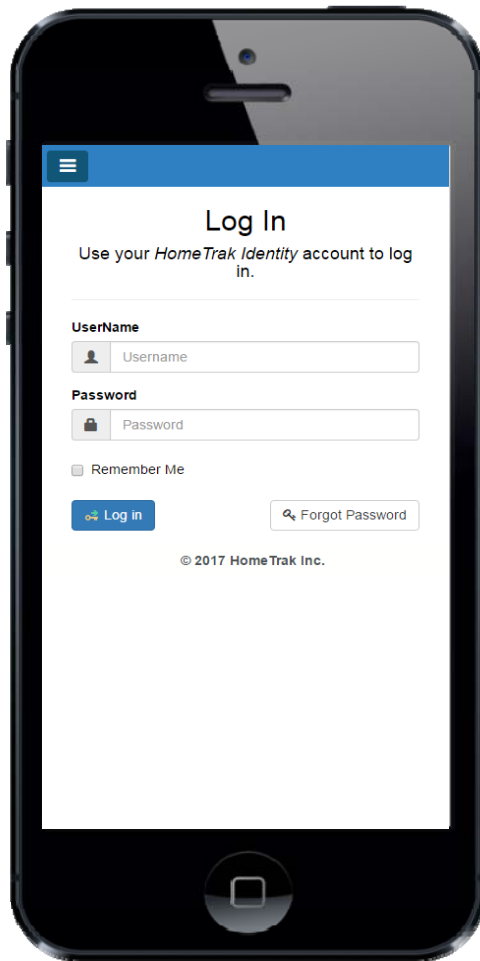 Log In
Use your HomeTrak Identity account to log
in.
UserName
Username
Password
Password
Remember Me
Log in
Forgot Password
© 2017 HomeTrak Inc.